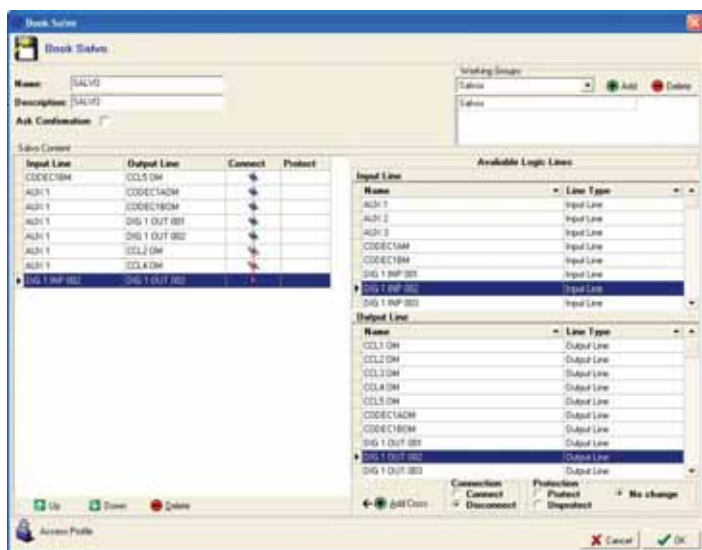 Book Salvo
Book Salvo
Name: SALVO
Description: SALVO
Ask Confirmation
Working Groups
Salvos Add Delete
Salvos
Salvo Content
Input Line Output Line Connect Protect
CODEC1BM CCL5 OM
AUX 1 CODEC1AOM
AUX 1 CODEC1BOM
AUX 1 DIG 1 OUT 001
AUX 1 DIG 1 OUT 002
AUX 1 CCL2 OM
AUX 1 CCL4 OM
DIG 1 INP 002 DIG 1 OUT 002
Available Logic Lines
Input Line
Name Line Type
AUX 1 Input Line
AUX 2 Input Line
AUX 3 Input Line
CODEC1AM Input Line
CODEC1BM Input Line
DIG 1 INP 001 Input Line
DIG 1 INP 002 Input Line
DIG 1 INP 003 Input Line
Output Line
Name Line Type
CCL1 OM Output Line
CCL2 OM Output Line
CCL3 OM Output Line
CCL4 OM Output Line
CCL5 OM Output Line
CODEC1AOM Output Line
CODEC1BOM Output Line
DIG 1 OUT 001 Output Line
DIG 1 OUT 002 Output Line
DIG 1 OUT 003 Output Line
Up Down Delete
Add Cross
Connection
Connect
Disconnect
Protection
Protect No change
Unprotect
Access Profile
Cancel OK